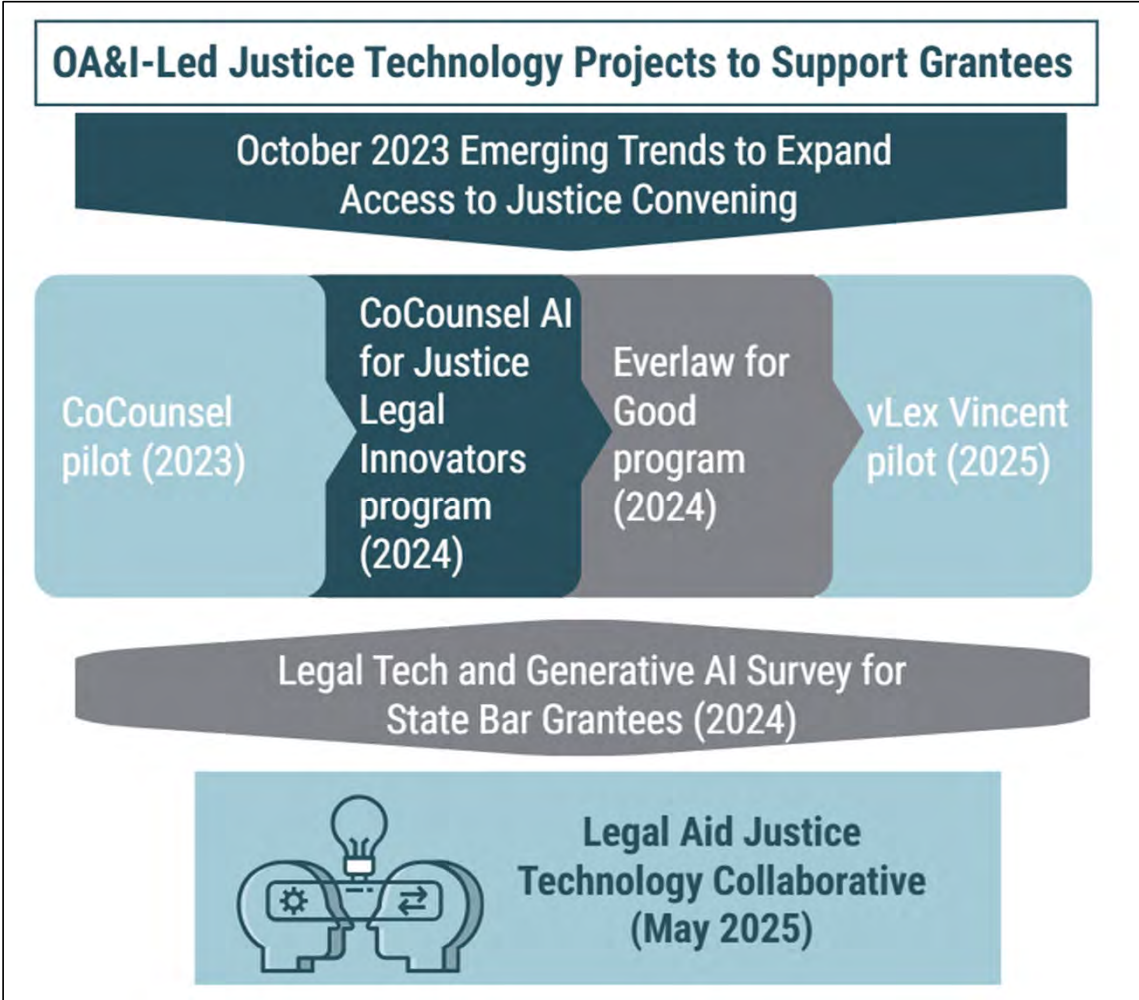 OA&I-Led Justice Technology Projects to Support Grantees
October 2023 Emerging Trends to Expand
Access to Justice Convening
CoCounsel
pilot (2023)
CoCounsel AI
for Justice
Legal
Innovators
program
(2024)
Everlaw for
Good
program
(2024)
vLex Vincent
pilot (2025)
Legal Tech and Generative AI Survey for
State Bar Grantees (2024)
Legal Aid Justice
Technology Collaborative
(May 2025)